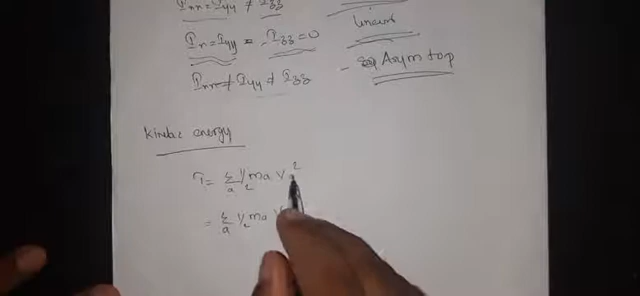 Ixx = Iyy ≠ Izz
Ixx = Iyy = Izz = 0
linear
Ixx ≠ Iyy ≠ Izz - Asym top
Kinetic energy
T = Σ a 1/2 ma v²
= Σ a 1/2 ma v